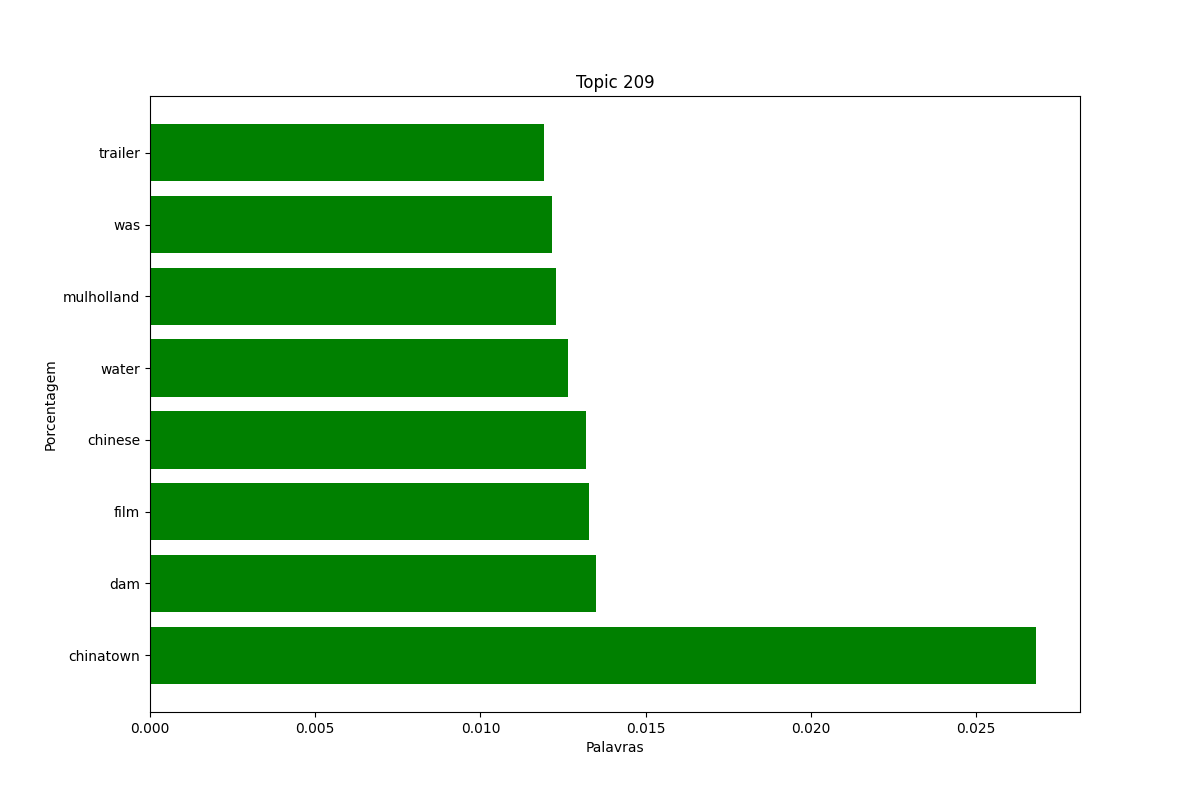 Topic 209
trailer
was
mulholland
water
chinese
film
dam
chinatown
Porcentagem
0.000 0.005 0.010 0.015 0.020 0.025
Palavras